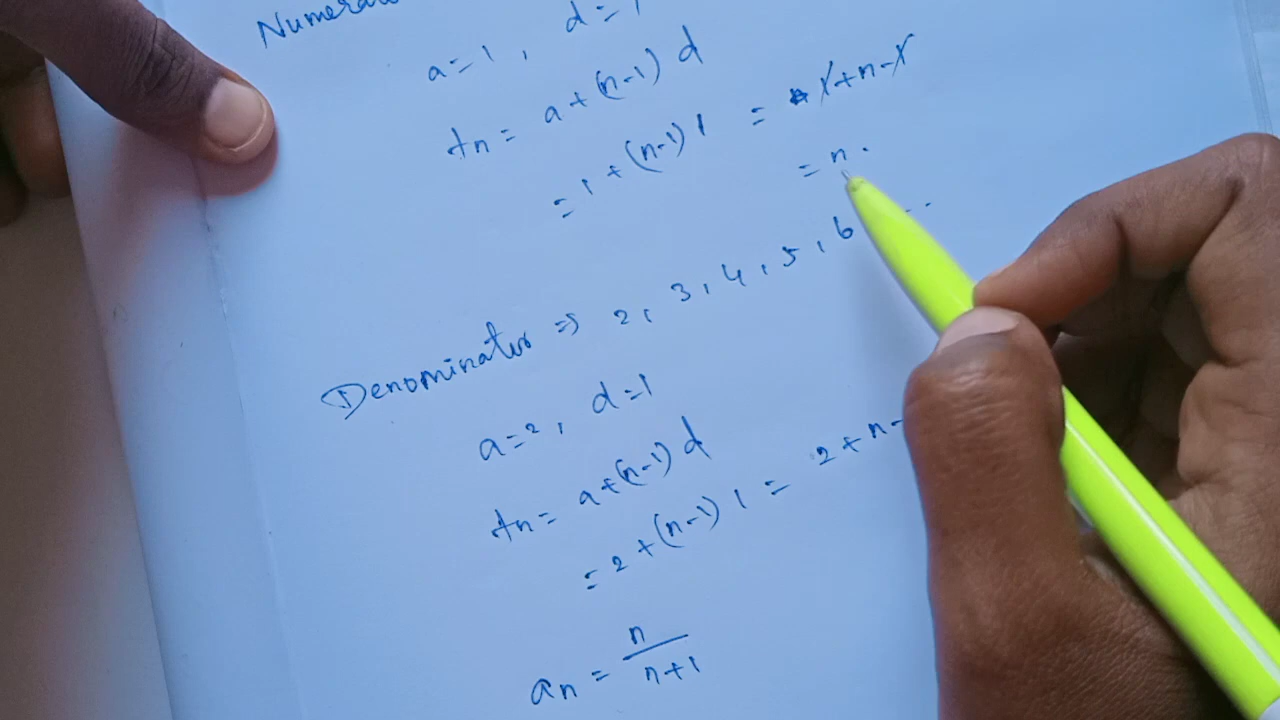 a=1, d=1
tn = a+(n-1)d
= 1+(n-1)1 = 1+n-1
= n.
Denominator ⇒ 2, 3, 4, 5, 6 ...
a=2, d=1
tn= a+(n-1)d
= 2+(n-1)1 = 2+n-
an = n/n+1